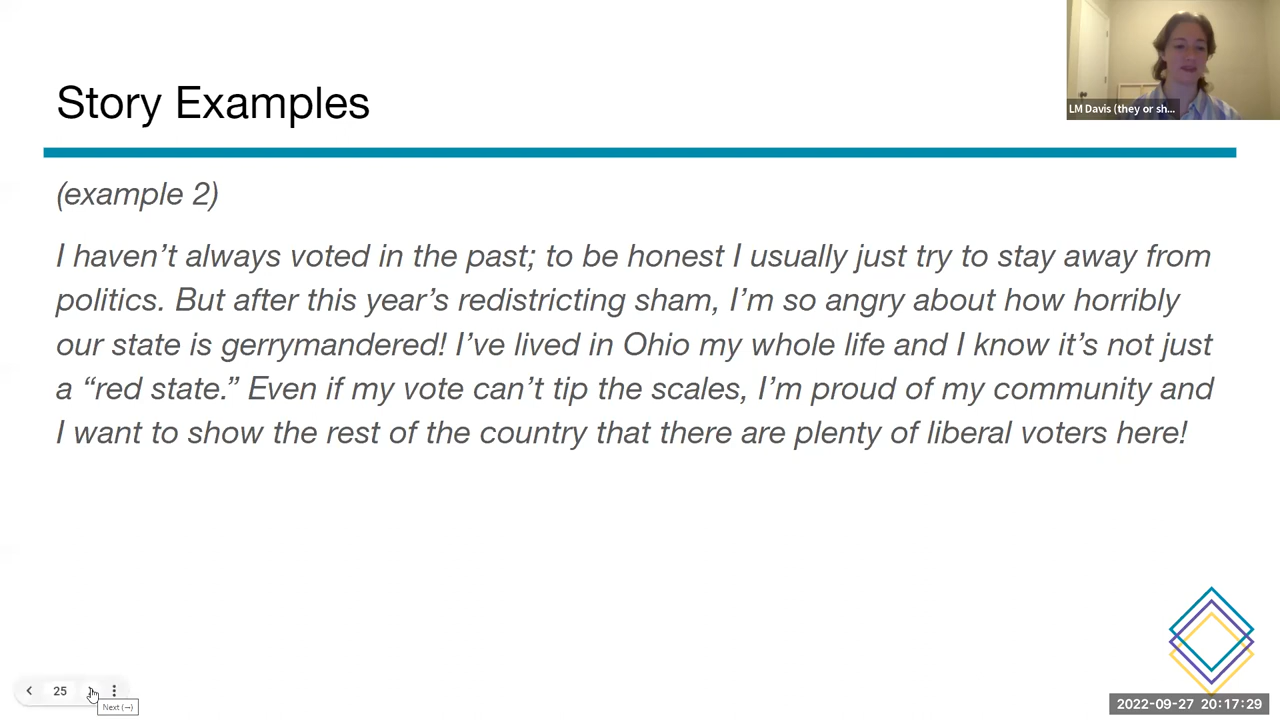 LM Davis (they or sh...
Story Examples
(example 2)
I haven't always voted in the past; to be honest I usually just try to stay away from
politics. But after this year's redistricting sham, I'm so angry about how horribly
our state is gerrymandered! I've lived in Ohio my whole life and I know it's not just
a “red state.” Even if my vote can't tip the scales, I'm proud of my community and
I want to show the rest of the country that there are plenty of liberal voters here!
25
Next (→)
2022-09-27 20:17:29